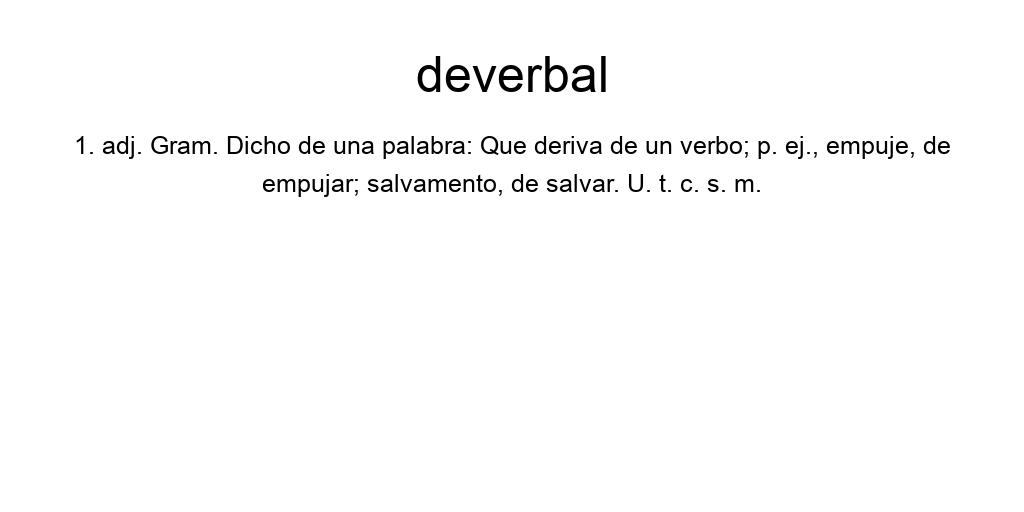 deverbal
1. adj. Gram. Dicho de una palabra: Que deriva de un verbo; p. ej., empuje, de
empujar; salvamento, de salvar. U. t. c. s. m.